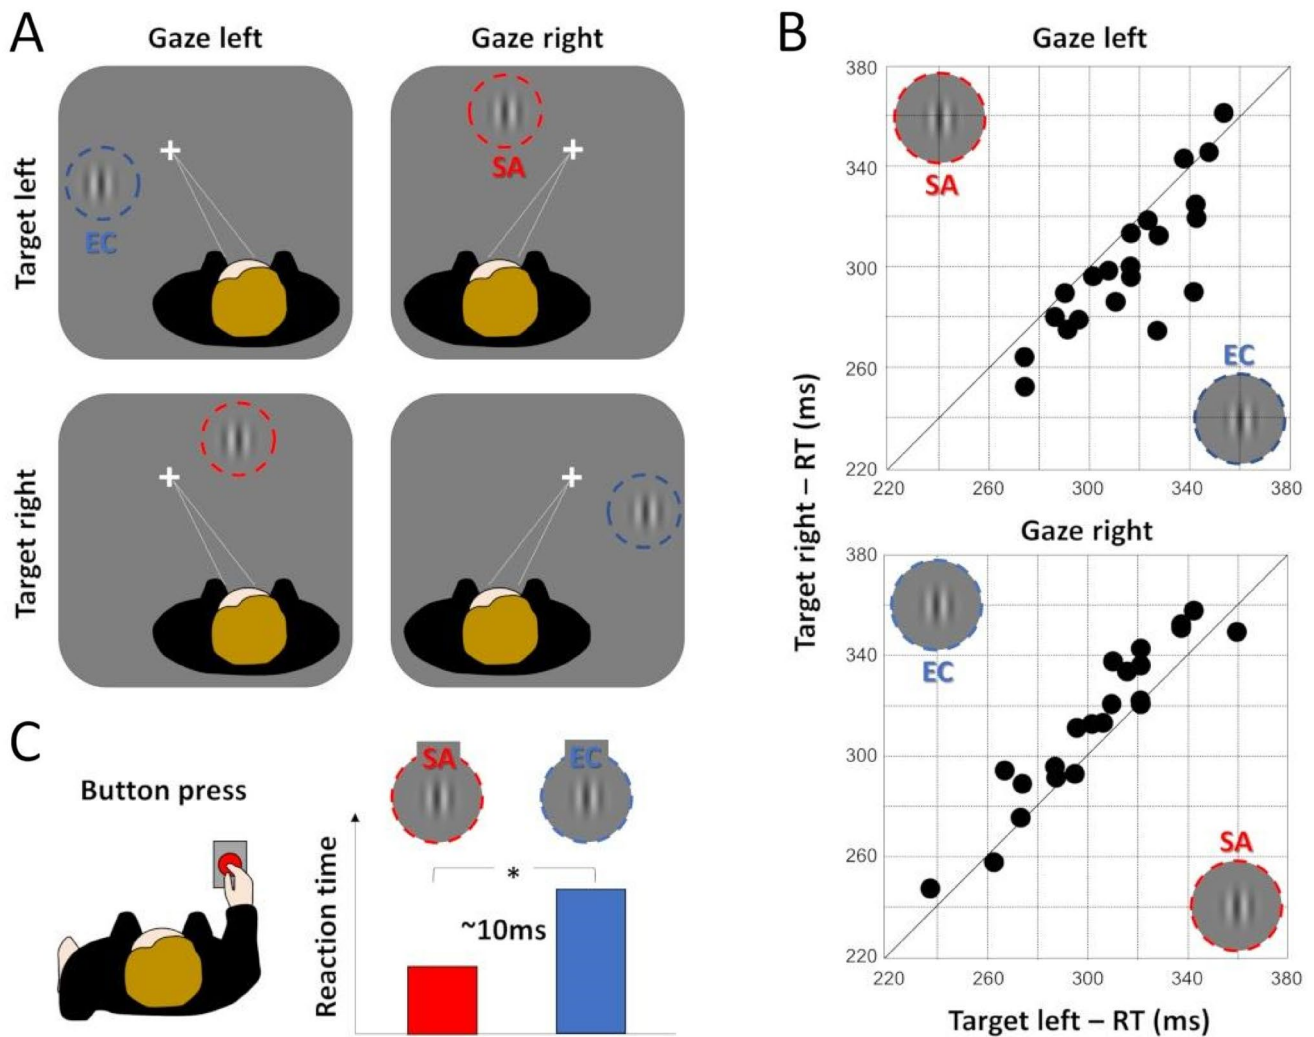 A
Gaze left
Gaze right
Target left
EC
SA
Target right
B
Gaze left
380
340
300
260
220
SA
EC
220
260
300
340
380
Target right – RT (ms)
Gaze right
380
340
300
260
220
EC
SA
220
260
300
340
380
Target left – RT (ms)
C
Button press
Reaction time
SA
EC
*
~10ms